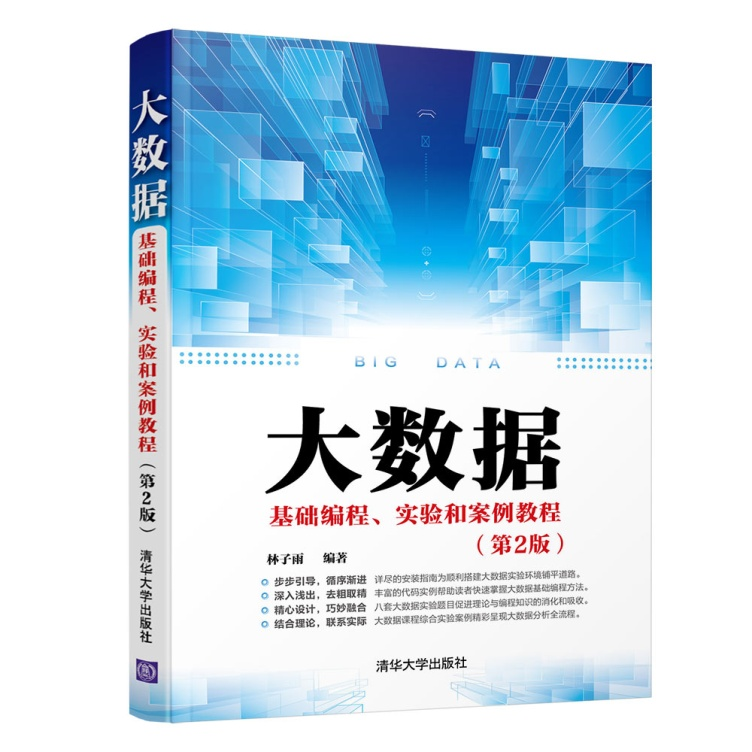 大数据
基础编程、实验和案例教程
（第2版）
清华大学出版社
BIG DATA
大数据
基础编程、实验和案例教程
（第2版）
林子雨 编著
步步引导，循序渐进 详尽的安装指南为顺利搭建大数据实验环境铺平道路。
深入浅出，去粗取精 丰富的代码实例帮助读者快速掌握大数据基础编程方法。
精心设计，巧妙融合 八套大数据实验题目促进理论与编程知识的消化和吸收。
结合理论，联系实际 大数据课程综合实验案例精彩呈现大数据分析全流程。
清华大学出版社